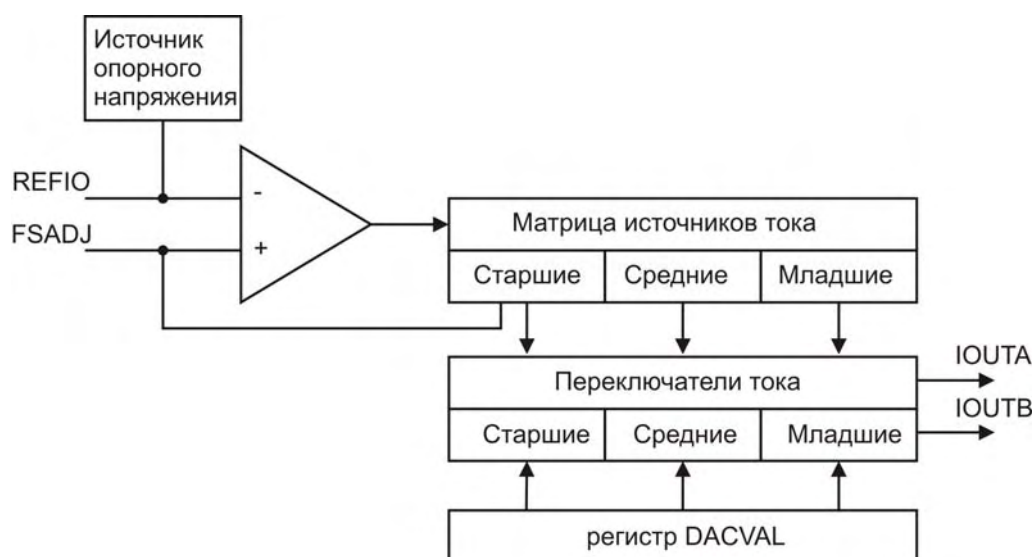 Источник
опорного
напряжения
REFIO
-
FSADJ
+
Матрица источников тока
Старшие
Средние
Младшие
IOUTA
Переключатели тока
IOUTB
Старшие
Средние
Младшие
регистр DACVAL